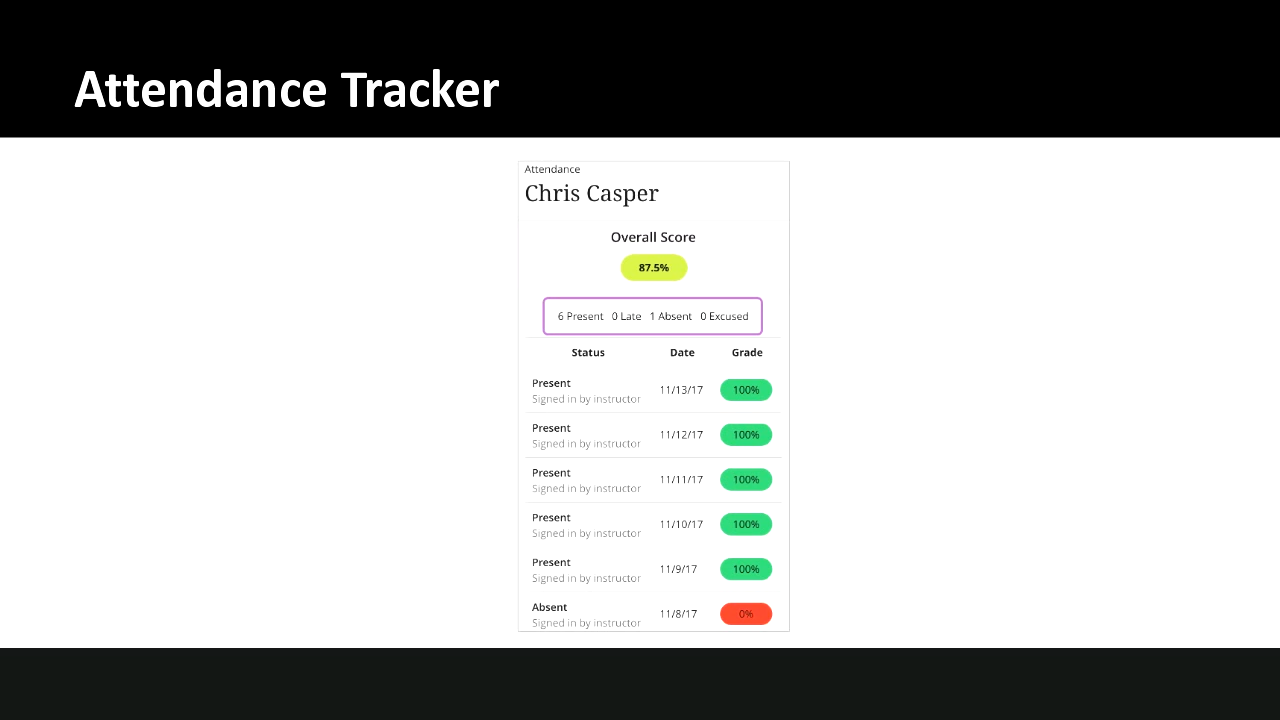 Attendance Tracker
Attendance
Chris Casper
Overall Score
87.5%
6 Present 0 Late 1 Absent 0 Excused
Status Date Grade
Present
Signed in by instructor 11/13/17 100%
Present
Signed in by instructor 11/12/17 100%
Present
Signed in by instructor 11/11/17 100%
Present
Signed in by instructor 11/10/17 100%
Present
Signed in by instructor 11/9/17 100%
Absent
Signed in by instructor 11/8/17 0%